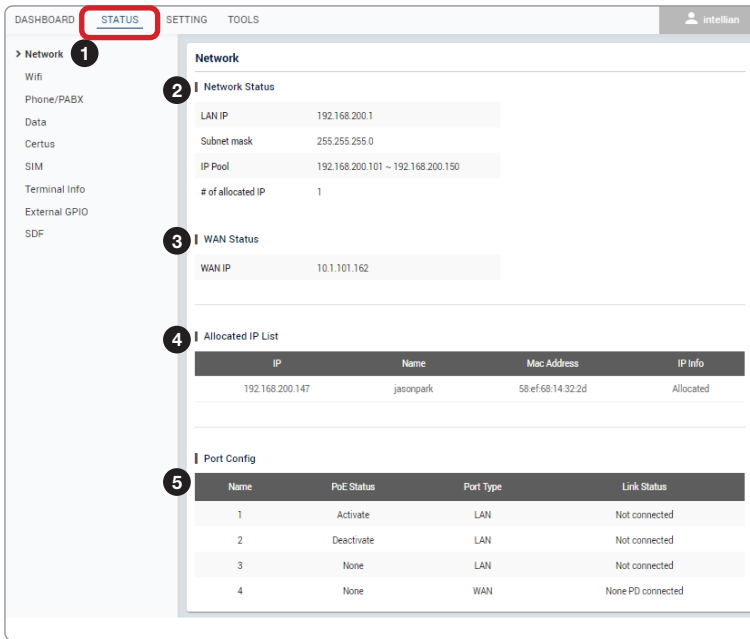 DASHBOARD STATUS SETTING TOOLS intellian
> Network 1
Wifi
Phone/PABX
Data
Certus
SIM
Terminal Info
External GPIO
SDF
Network
2 Network Status
LAN IP 192.168.200.1
Subnet mask 255.255.255.0
IP Pool 192.168.200.101 ~ 192.168.200.150
# of allocated IP 1
3 WAN Status
WAN IP 10.1.101.162
4 Allocated IP List
IP Name Mac Address IP Info
192.168.200.147 jasonpark 58:ef:68:14:32:2d Allocated
Port Config
5 Name PoE Status Port Type Link Status
1 Activate LAN Not connected
2 Deactivate LAN Not connected
3 None LAN Not connected
4 None WAN None PD connected